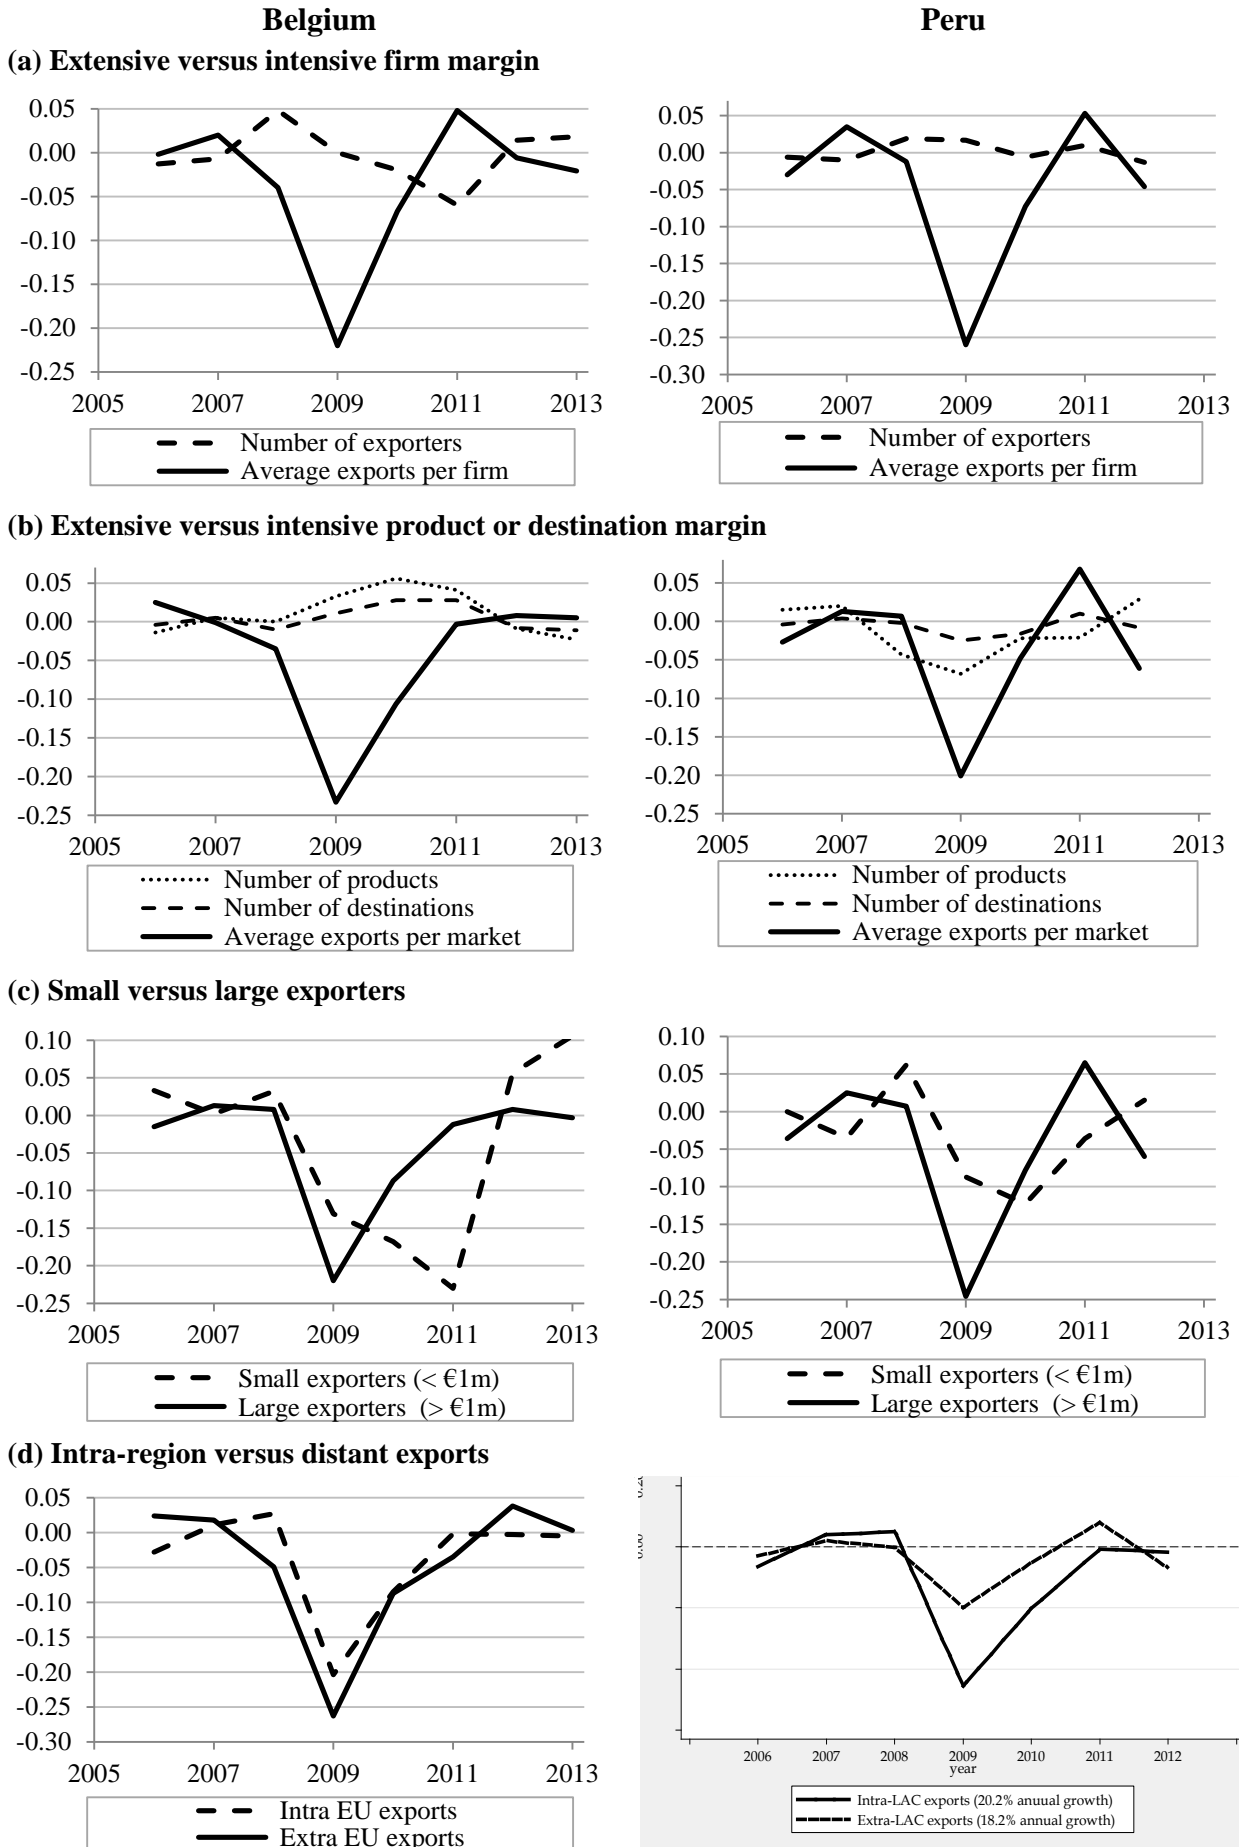 Belgium
Peru
(a) Extensive versus intensive firm margin
0.05
0.00
-0.05
-0.10
-0.15
-0.20
-0.25
2005 2007 2009 2011 2013
Number of exporters
Average exports per firm
0.05
0.00
-0.05
-0.10
-0.15
-0.20
-0.25
-0.30
2005 2007 2009 2011 2013
Number of exporters
Average exports per firm
(b) Extensive versus intensive product or destination margin
0.05
0.00
-0.05
-0.10
-0.15
-0.20
-0.25
2005 2007 2009 2011 2013
Number of products
Number of destinations
Average exports per market
0.05
0.00
-0.05
-0.10
-0.15
-0.20
-0.25
2005 2007 2009 2011 2013
Number of products
Number of destinations
Average exports per market
(c) Small versus large exporters
0.10
0.05
0.00
-0.05
-0.10
-0.15
-0.20
-0.25
2005 2007 2009 2011 2013
Small exporters (< €1m)
Large exporters (> €1m)
0.10
0.05
0.00
-0.05
-0.10
-0.15
-0.20
-0.25
2005 2007 2009 2011 2013
Small exporters (< €1m)
Large exporters (> €1m)
(d) Intra-region versus distant exports
0.05
0.00
-0.05
-0.10
-0.15
-0.20
-0.25
-0.30
2005 2007 2009 2011 2013
Intra EU exports
Extra EU exports
0.00
2006 2007 2008 2009 2010 2011 2012
year
Intra-LAC exports (20.2% anuual growth)
Extra-LAC exports (18.2% anuual growth)